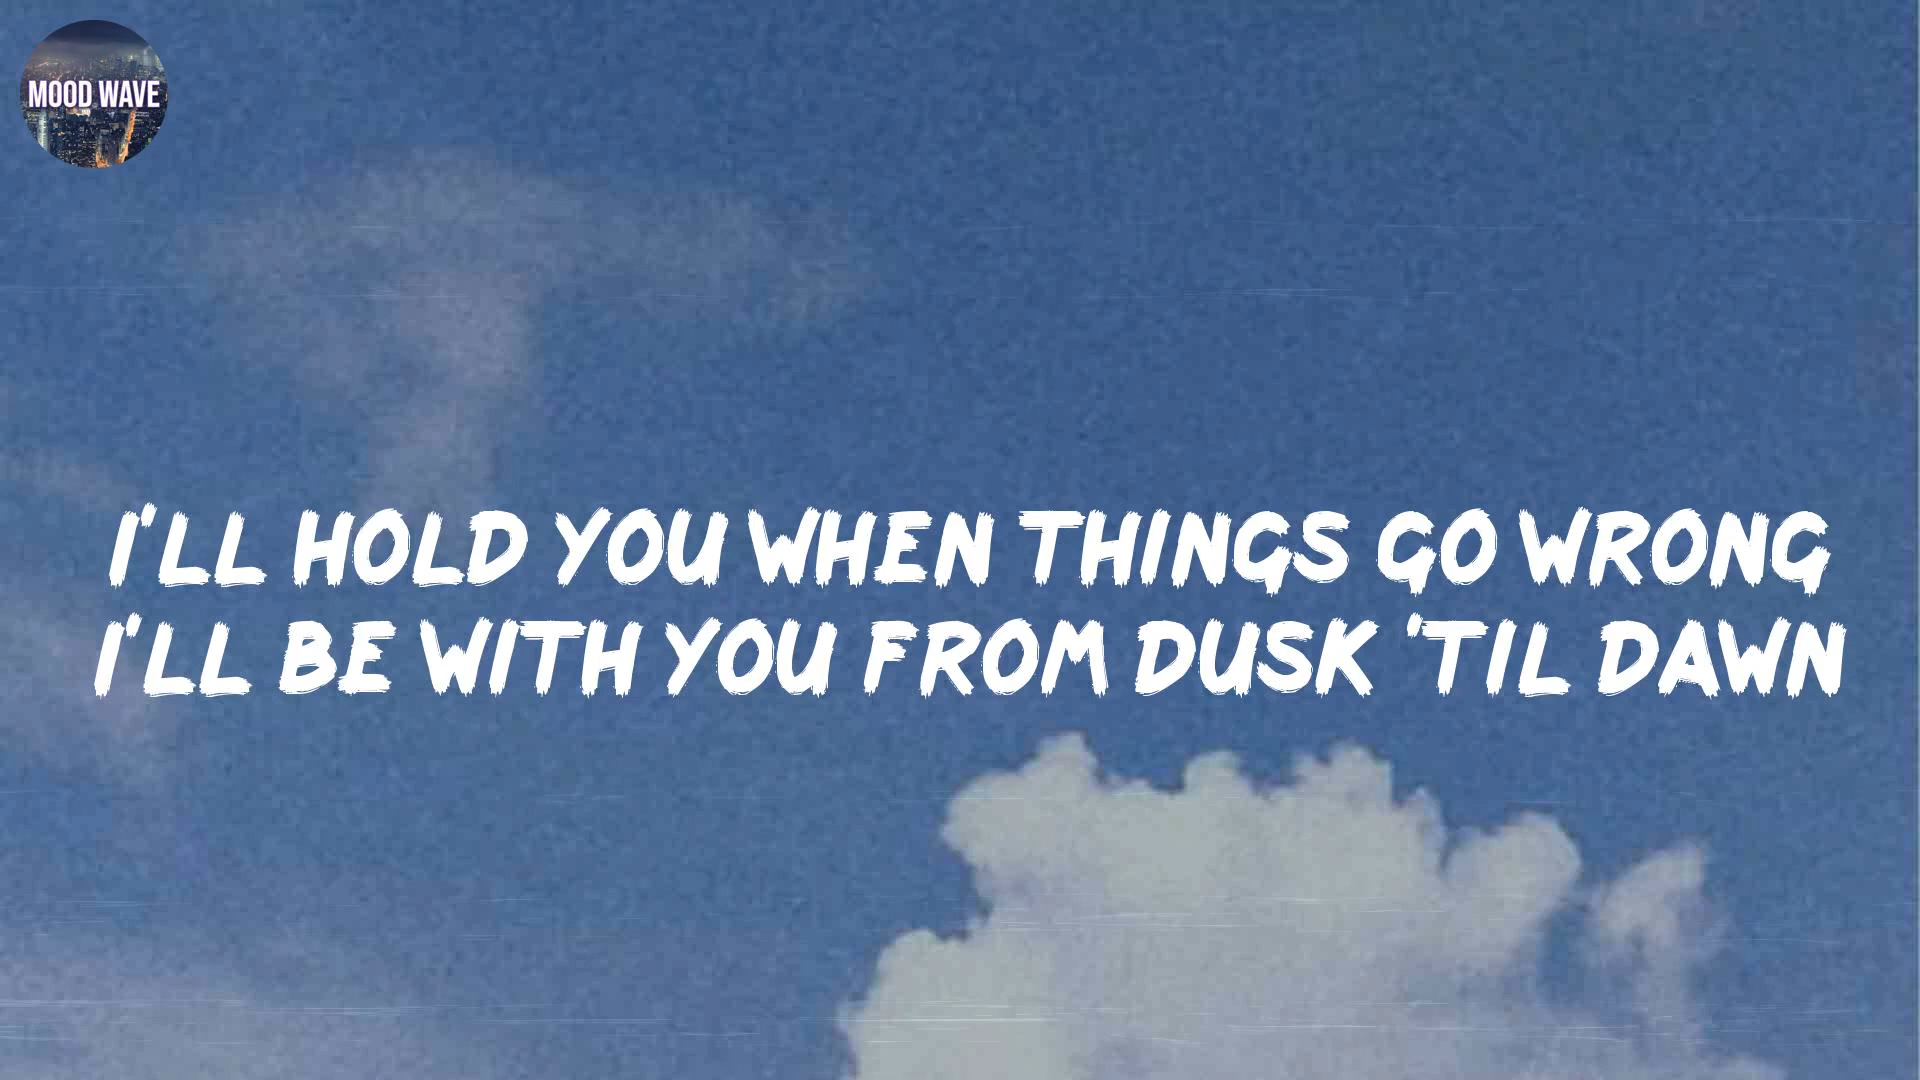 MOOD WAVE
I'LL HOLD YOU WHEN THINGS GO WRONG
I'LL BE WITH YOU FROM DUSK 'TIL DAWN